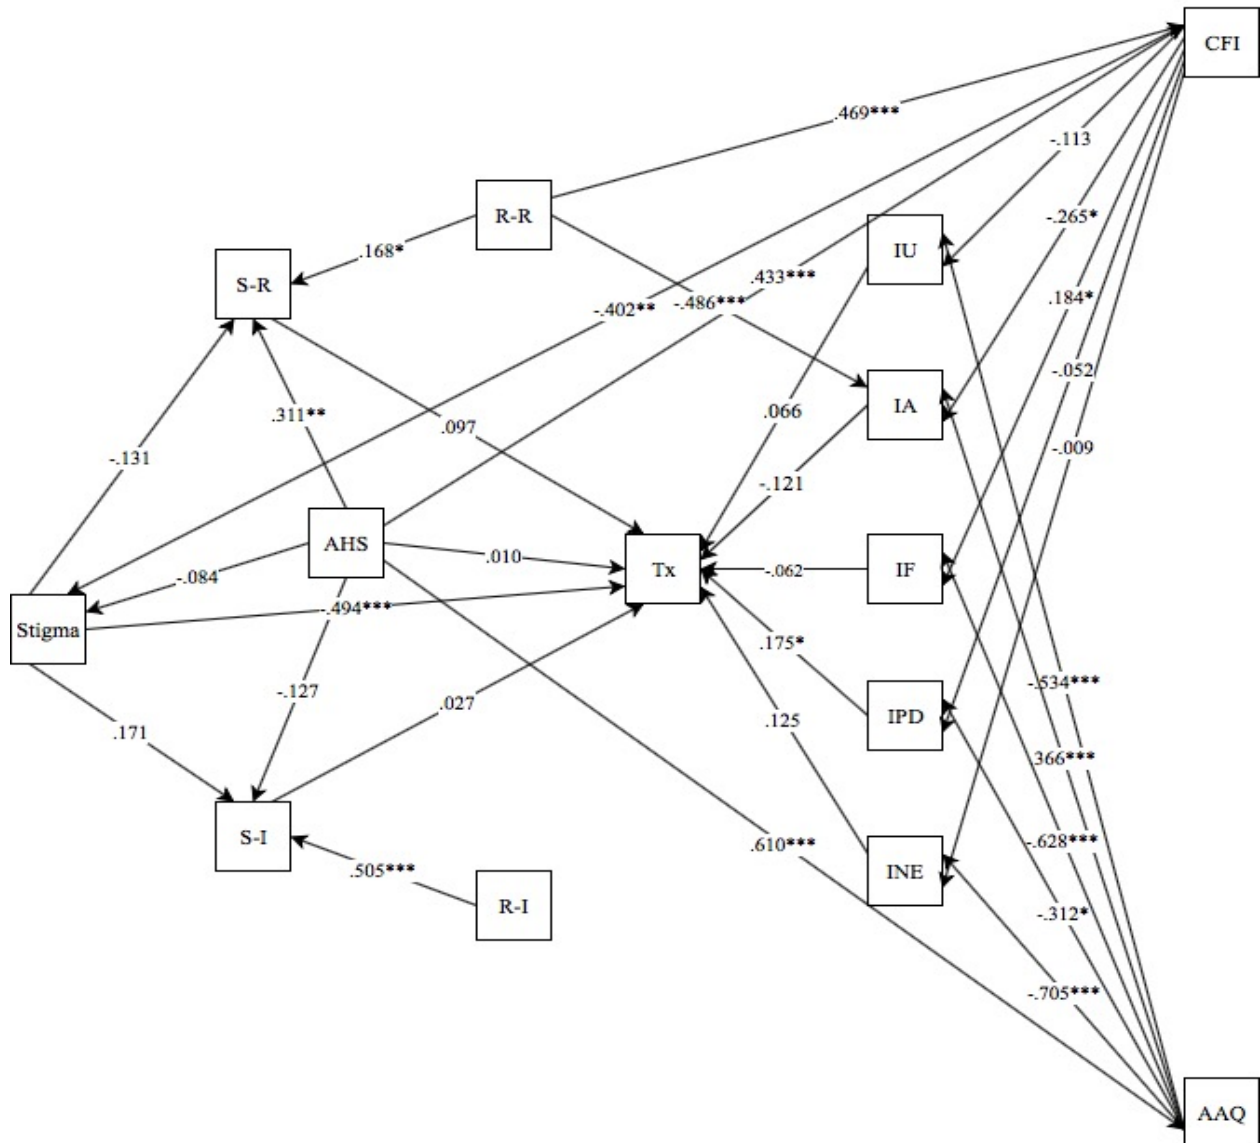 CFI
.469***
-.113
R-R
-.265*
IU
.168*
S-R
.433***
.184*
-.486***
-.402**
-.052
IA
.066
.311**
.097
-.009
-.131
-.121
AHS
.010
Tx
-.062
IF
-.084
-.494***
Stigma
.175*
-.534***
-.127
.027
IPD
.125
.171
.366***
S-I
.610***
-.628***
.505***
INE
R-I
-.312*
-.705***
AAQ